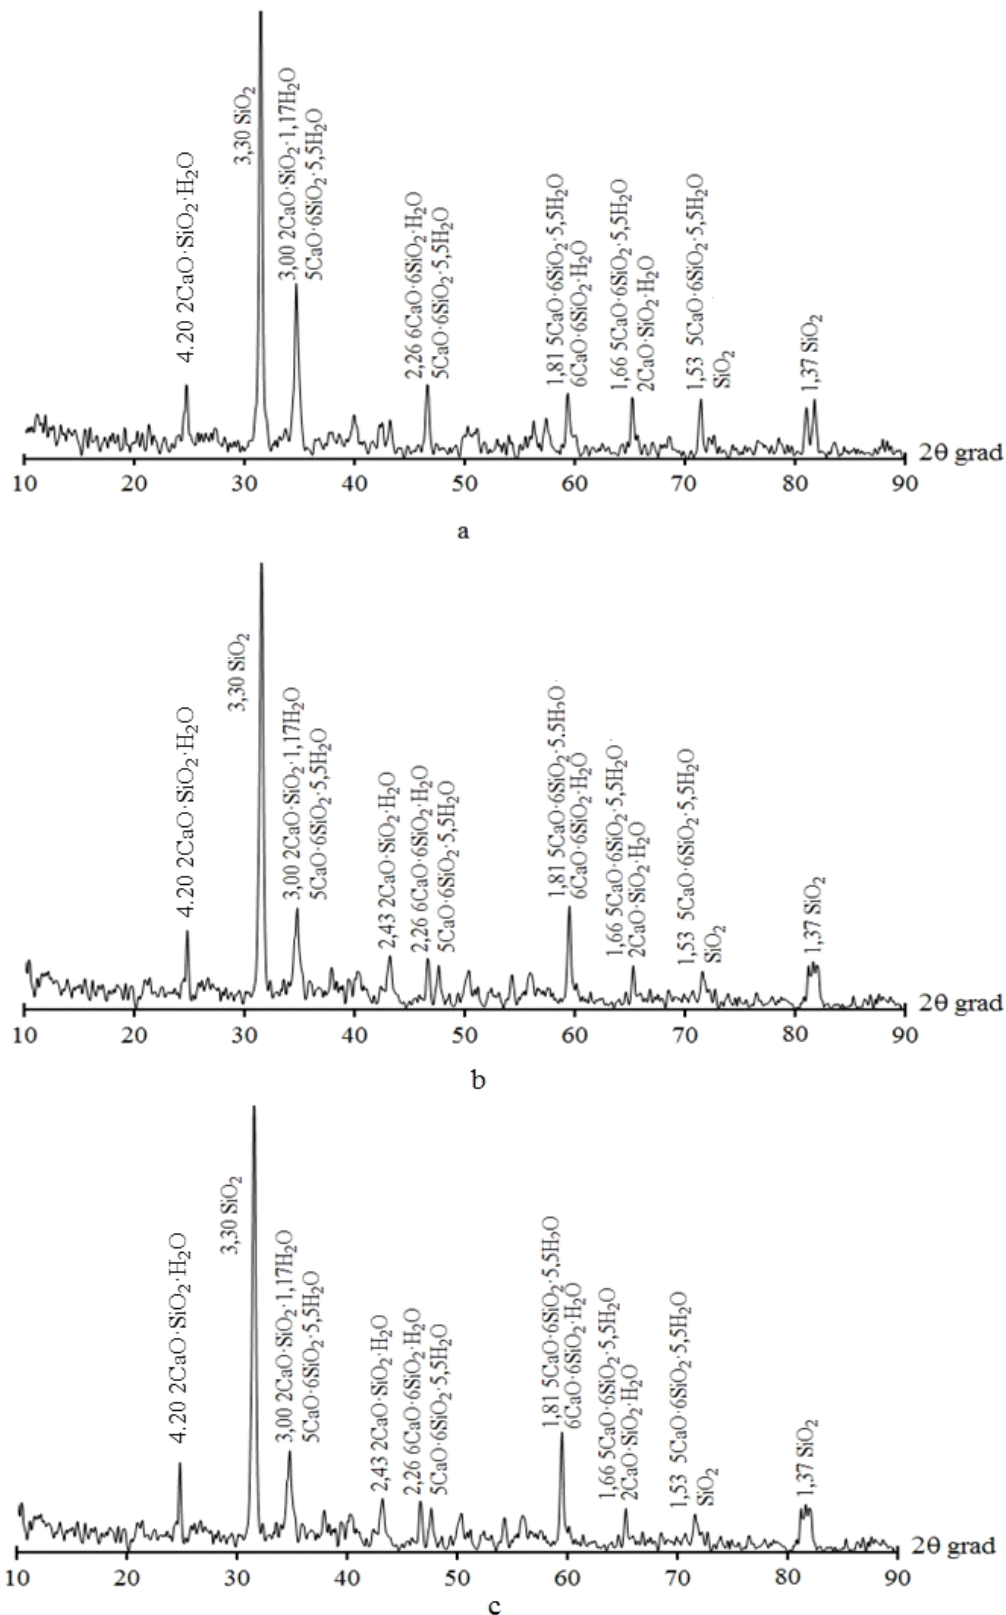 4.20 2CaO·SiO₂·H₂O
3,30 SiO₂
3,00 2CaO·SiO₂·1,17H₂O
5CaO·6SiO₂·5,5H₂O
2,26 6CaO·6SiO₂·H₂O
5CaO·6SiO₂·5,5H₂O
1,81 5CaO·6SiO₂·5,5H₂O
6CaO·6SiO₂·H₂O
1,66 5CaO·6SiO₂·5,5H₂O
2CaO·SiO₂·H₂O
1,53 5CaO·6SiO₂·5,5H₂O
SiO₂
1,37 SiO₂
2θ grad
10 20 30 40 50 60 70 80 90
a
4.20 2CaO·SiO₂·H₂O
3,30 SiO₂
3,00 2CaO·SiO₂·1,17H₂O
5CaO·6SiO₂·5,5H₂O
2,43 2CaO·SiO₂·H₂O
2,26 6CaO·6SiO₂·H₂O
5CaO·6SiO₂·5,5H₂O
1,81 5CaO·6SiO₂·5.5H₂O
6CaO·6SiO₂·H₂O
1,66 5CaO·6SiO₂·5,5H₂O
2CaO·SiO₂·H₂O
1,53 5CaO·6SiO₂·5,5H₂O
SiO₂
1,37 SiO₂
2θ grad
10 20 30 40 50 60 70 80 90
b
4.20 2CaO·SiO₂·H₂O
3,30 SiO₂
3,00 2CaO·SiO₂·1,17H₂O
5CaO·6SiO₂·5,5H₂O
2,43 2CaO·SiO₂·H₂O
2,26 6CaO·6SiO₂·H₂O
5CaO·6SiO₂·5,5H₂O
1,81 5CaO·6SiO₂·5,5H₂O
6CaO·6SiO₂·H₂O
1,66 5CaO·6SiO₂·5,5H₂O
2CaO·SiO₂·H₂O
1,53 5CaO·6SiO₂·5,5H₂O
SiO₂
1,37 SiO₂
2θ grad
10 20 30 40 50 60 70 80 90
c